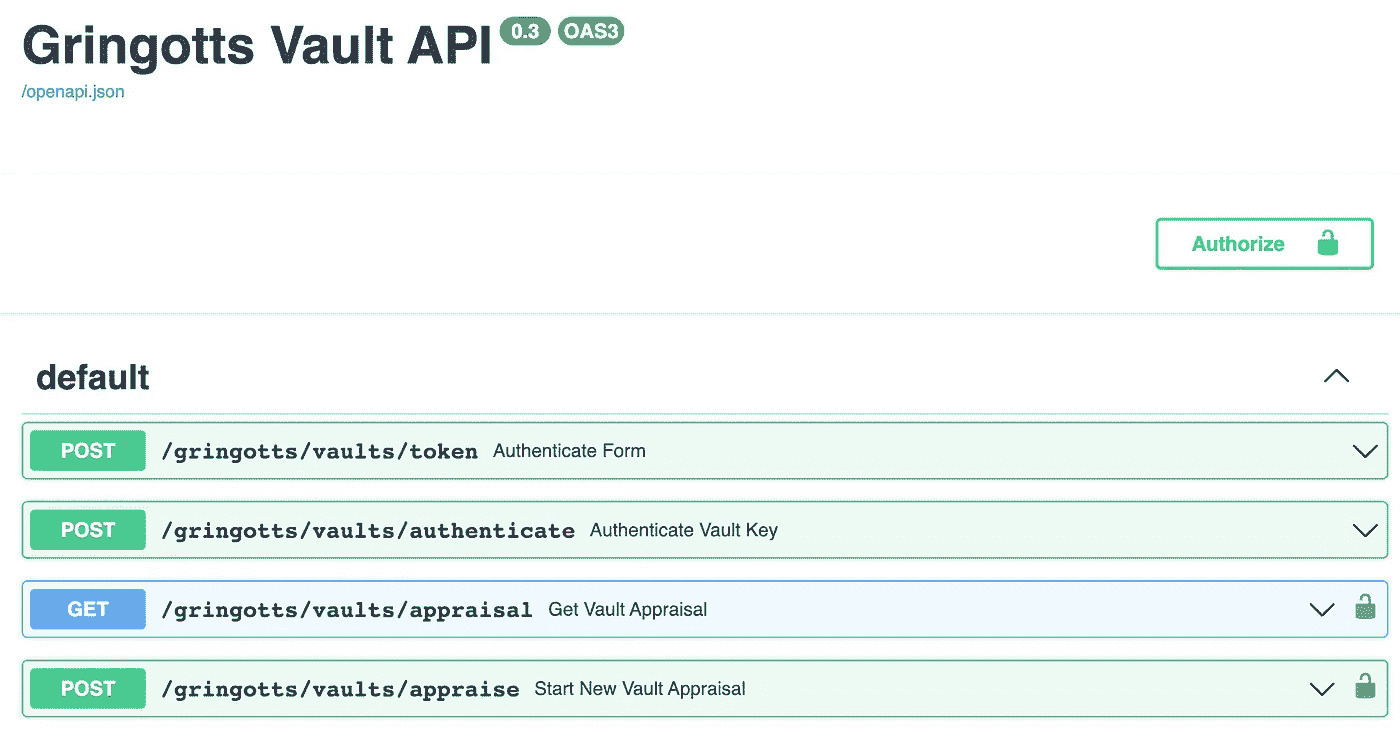 Gringotts Vault API 0.3 OAS3
/openapi.json
Authorize
default
POST /gringotts/vaults/token Authenticate Form
POST /gringotts/vaults/authenticate Authenticate Vault Key
GET /gringotts/vaults/appraisal Get Vault Appraisal
POST /gringotts/vaults/appraise Start New Vault Appraisal